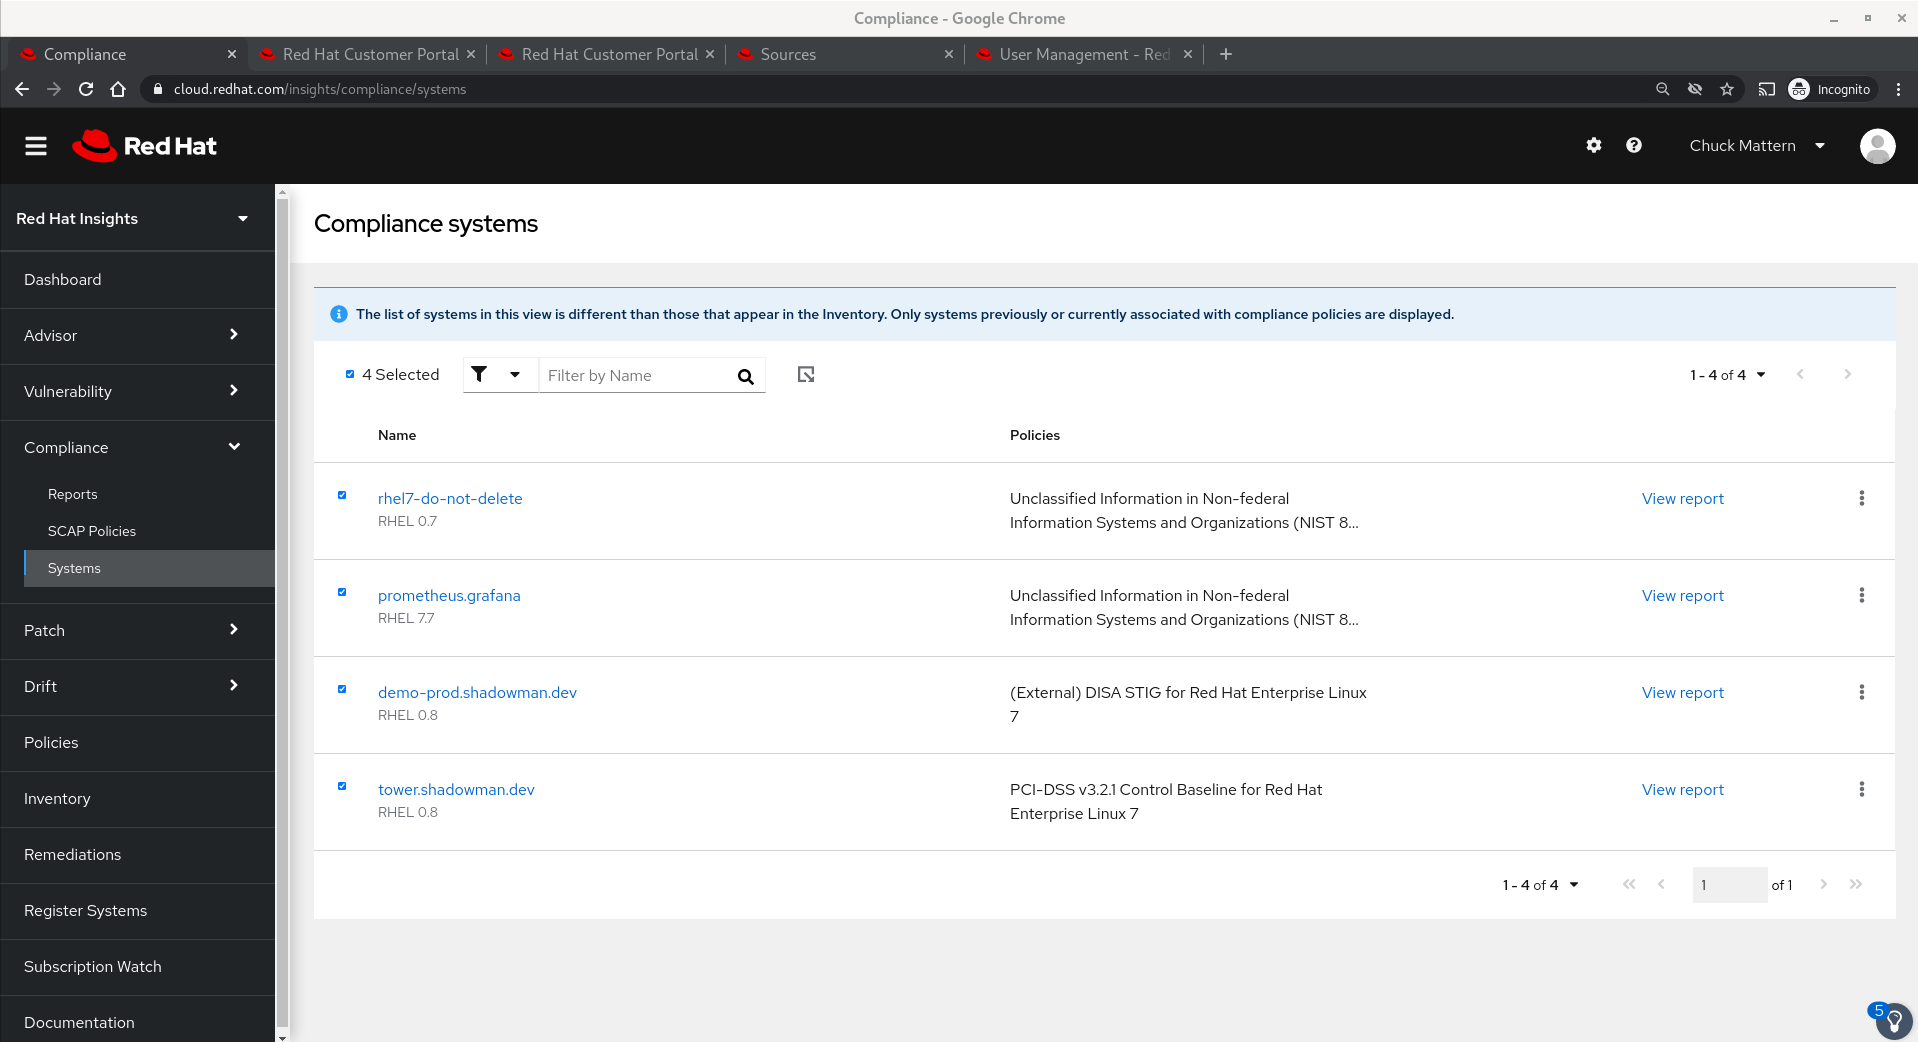 Compliance - Google Chrome
Compliance
Red Hat Customer Portal
Red Hat Customer Portal
Sources
User Management - Red
cloud.redhat.com/insights/compliance/systems
Incognito
Red Hat
Chuck Mattern
Red Hat Insights
Dashboard
Advisor
Vulnerability
Compliance
Reports
SCAP Policies
Systems
Patch
Drift
Policies
Inventory
Remediations
Register Systems
Subscription Watch
Documentation
Compliance systems
The list of systems in this view is different than those that appear in the Inventory. Only systems previously or currently associated with compliance policies are displayed.
4 Selected
Filter by Name
1 - 4 of 4
Name
Policies
rhel7-do-not-delete
RHEL 0.7
Unclassified Information in Non-federal
Information Systems and Organizations (NIST 8...
View report
prometheus.grafana
RHEL 7.7
Unclassified Information in Non-federal
Information Systems and Organizations (NIST 8...
View report
demo-prod.shadowman.dev
RHEL 0.8
(External) DISA STIG for Red Hat Enterprise Linux
7
View report
tower.shadowman.dev
RHEL 0.8
PCI-DSS v3.2.1 Control Baseline for Red Hat
Enterprise Linux 7
View report
1 - 4 of 4
1
of 1
5